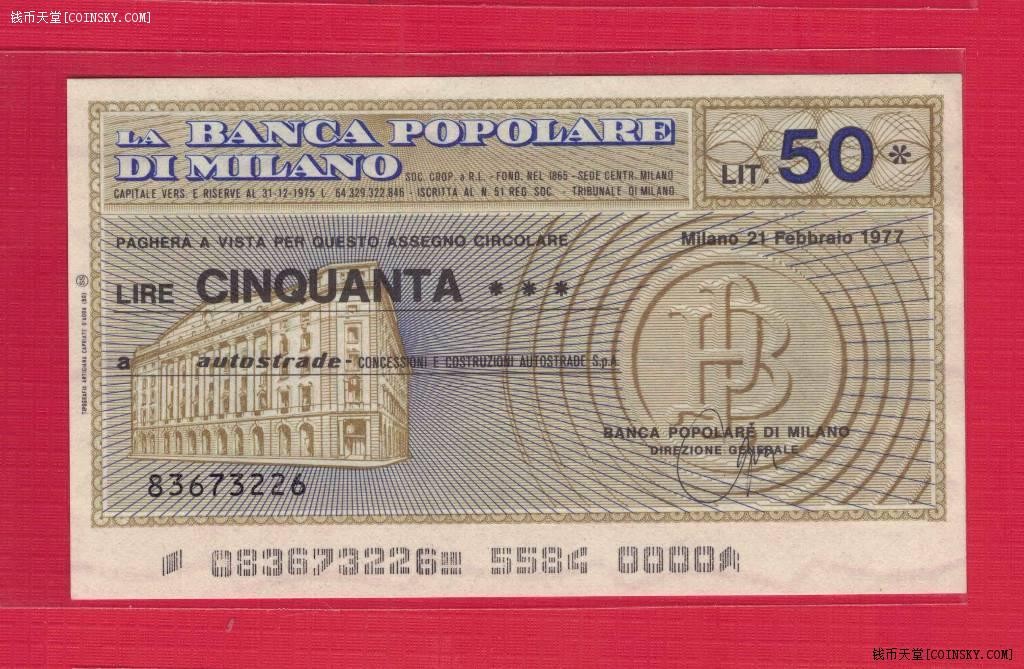 钱币天堂[COINSKY.COM]
LA BANCA POPOLARE
DI MILANO
SOC. COOP. a R.L. - FOND. NEL 1865 - SEDE CENTR. MILANO
CAPITALE VERS. E RISERVE AL 31-12-1975 L. 64.329.322.846 - ISCRITTA AL N. 51 REG. SOC. - TRIBUNALE DI MILANO
LIT. 50*
PAGHERÀ A VISTA PER QUESTO ASSEGNO CIRCOLARE
Milano 21 Febbraio 1977
LIRE CINQUANTA ***
a autostrade - CONCESSIONI E COSTRUZIONI AUTOSTRADE S.p.A.
BANCA POPOLARE DI MILANO
DIREZIONE GENERALE
83673226
083673226 5584 0000
钱币天堂[COINSKY.COM]